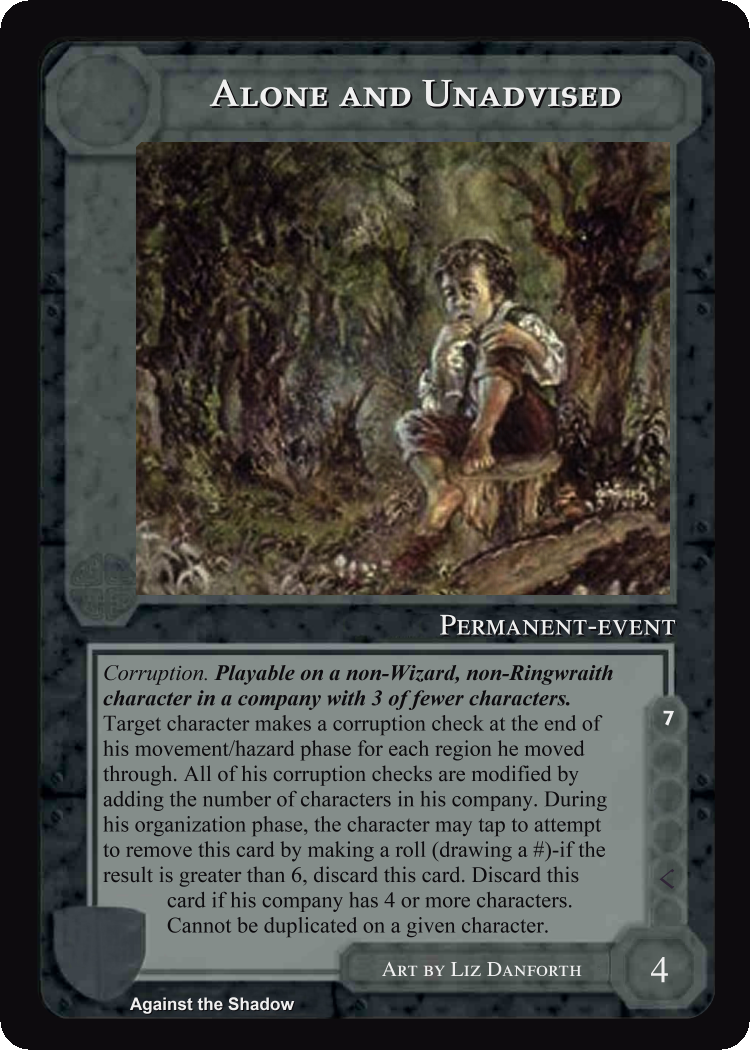 Alone and Unadvised
Permanent-event
Corruption. Playable on a non-Wizard, non-Ringwraith
character in a company with 3 of fewer characters.
Target character makes a corruption check at the end of
his movement/hazard phase for each region he moved
through. All of his corruption checks are modified by
adding the number of characters in his company. During
his organization phase, the character may tap to attempt
to remove this card by making a roll (drawing a #)-if the
result is greater than 6, discard this card. Discard this
card if his company has 4 or more characters.
Cannot be duplicated on a given character.
7
Art by Liz Danforth
4
Against the Shadow